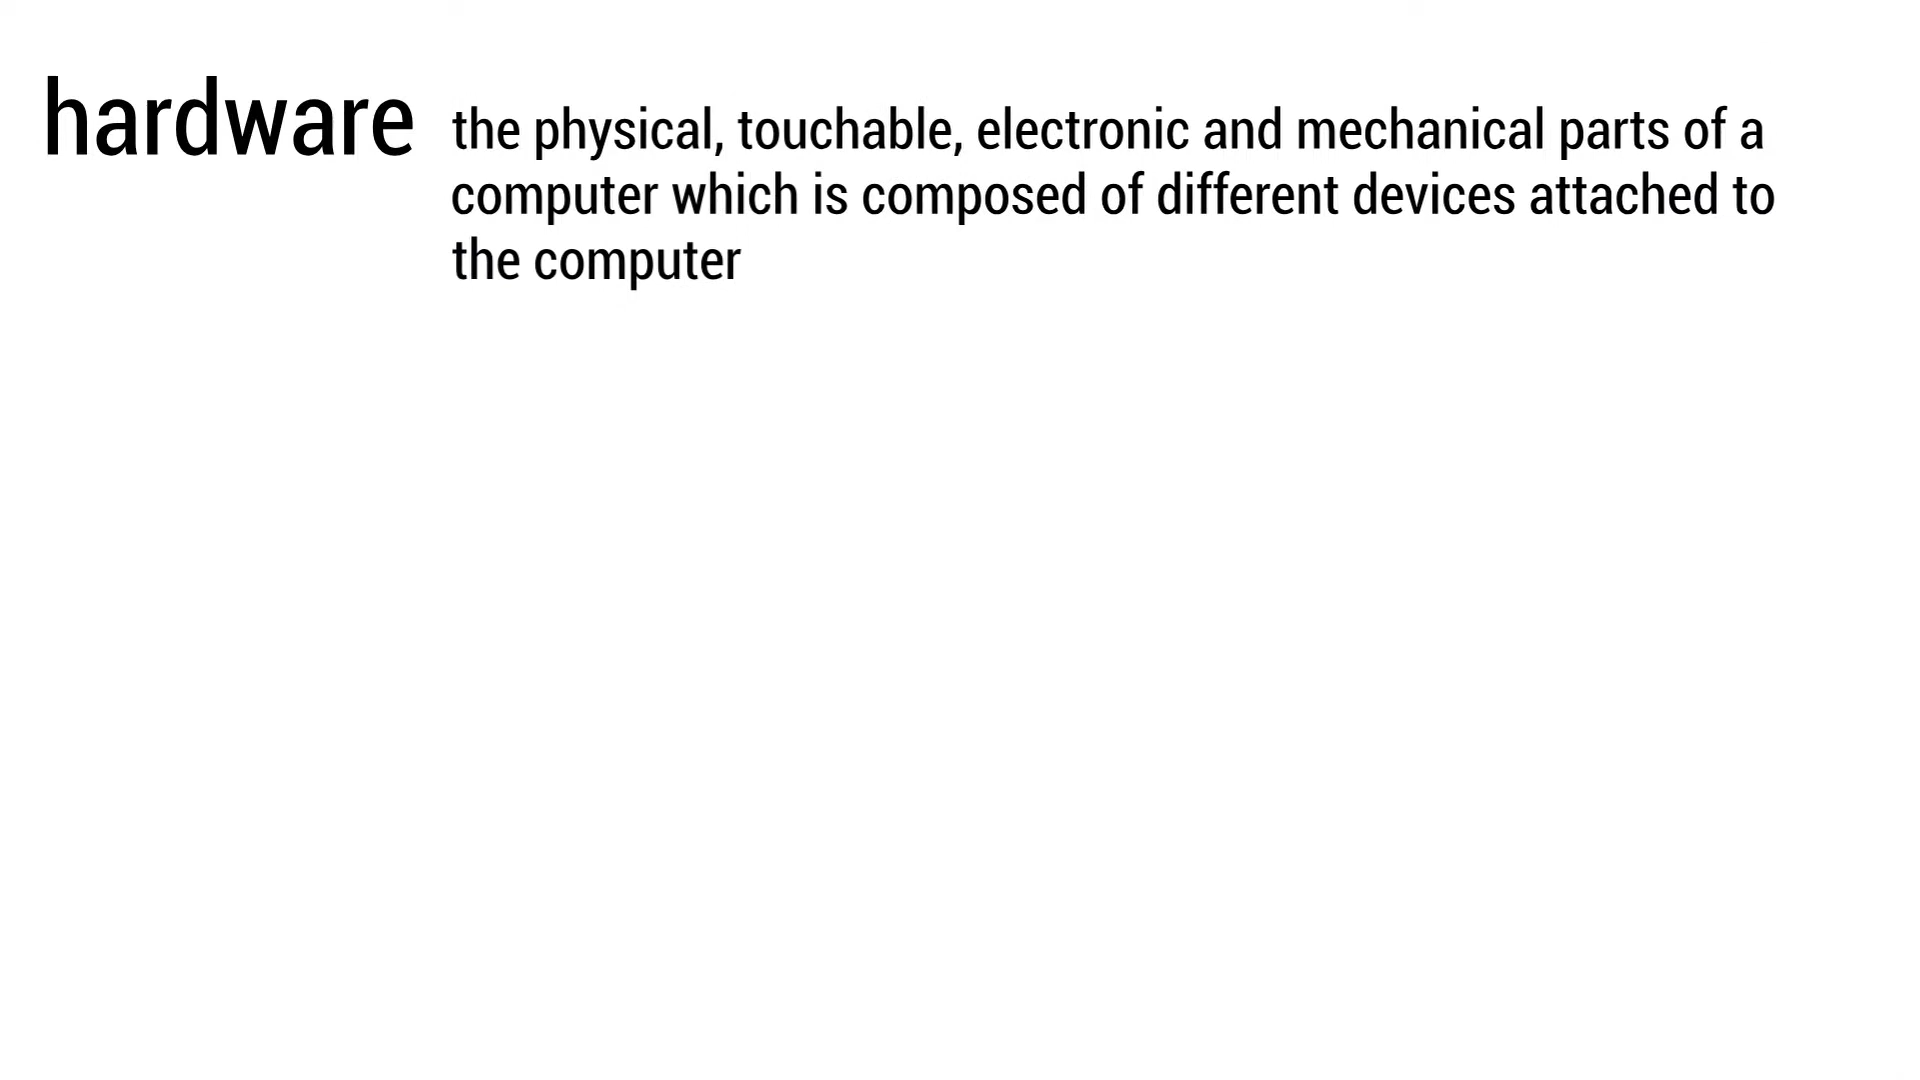 hardware the physical, touchable, electronic and mechanical parts of a
computer which is composed of different devices attached to
the computer